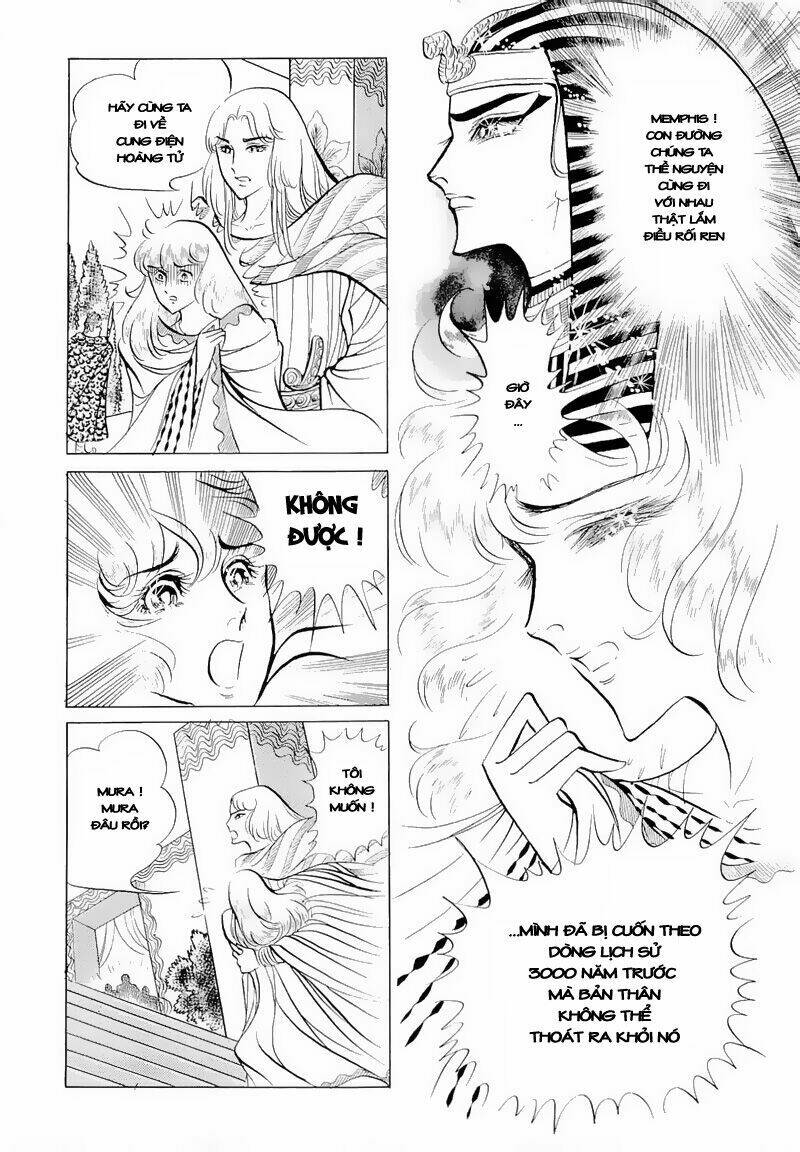 MEMPHIS !
CON ĐƯỜNG
CHÚNG TA
THỀ NGUYỆN
CÙNG ĐI
VỚI NHAU
THẬT LẮM
ĐIỀU RỐI REN
GIỜ
ĐÂY
...
...MÌNH ĐÃ BỊ CUỐN THEO
DÒNG LỊCH SỬ
3000 NĂM TRƯỚC
MÀ BẢN THÂN
KHÔNG THỂ
THOÁT RA KHỎI NÓ
HÃY CÙNG TA
ĐI VỀ
CUNG ĐIỆN
HOÀNG TỬ
KHÔNG
ĐƯỢC !
TÔI
KHÔNG
MUỐN !
MURA !
MURA
ĐÂU RỒI?